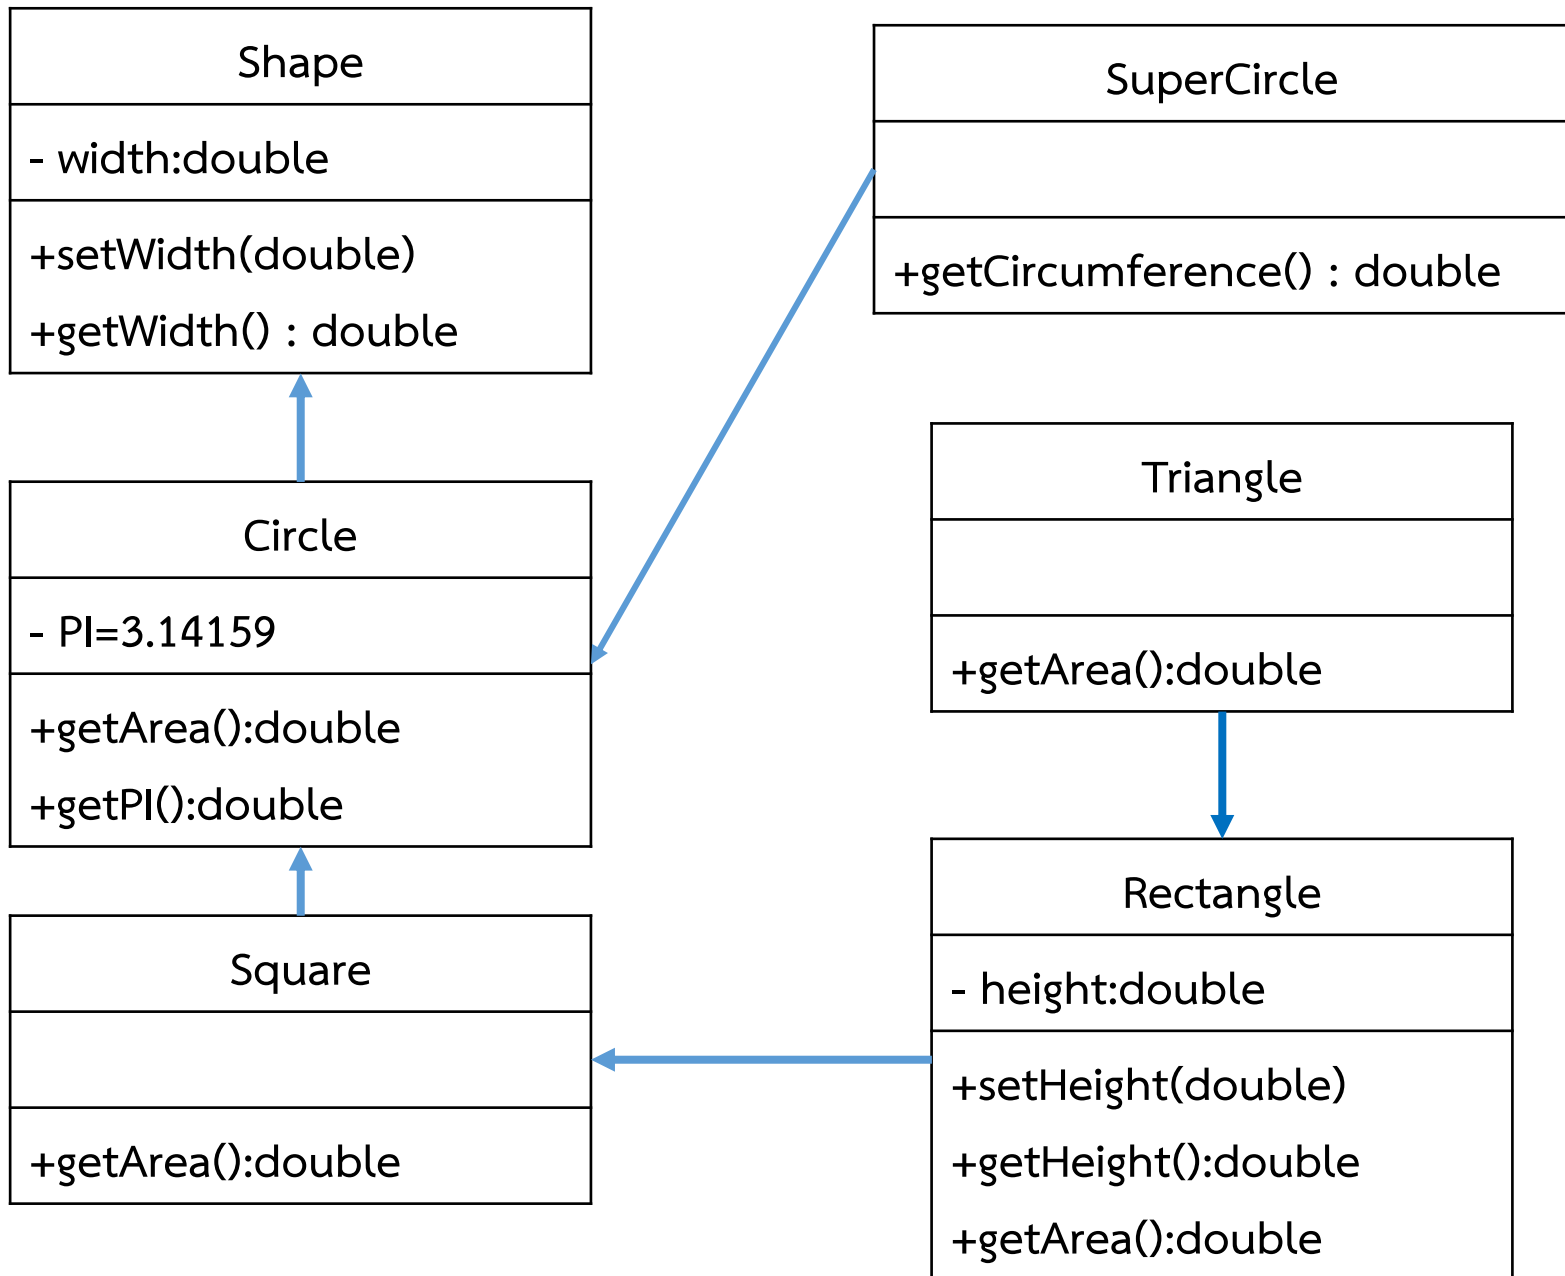 Shape
- width:double
+setWidth(double)
+getWidth() : double
SuperCircle
+getCircumference() : double
Circle
- PI=3.14159
+getArea():double
+getPI():double
Triangle
+getArea():double
Square
+getArea():double
Rectangle
- height:double
+setHeight(double)
+getHeight():double
+getArea():double